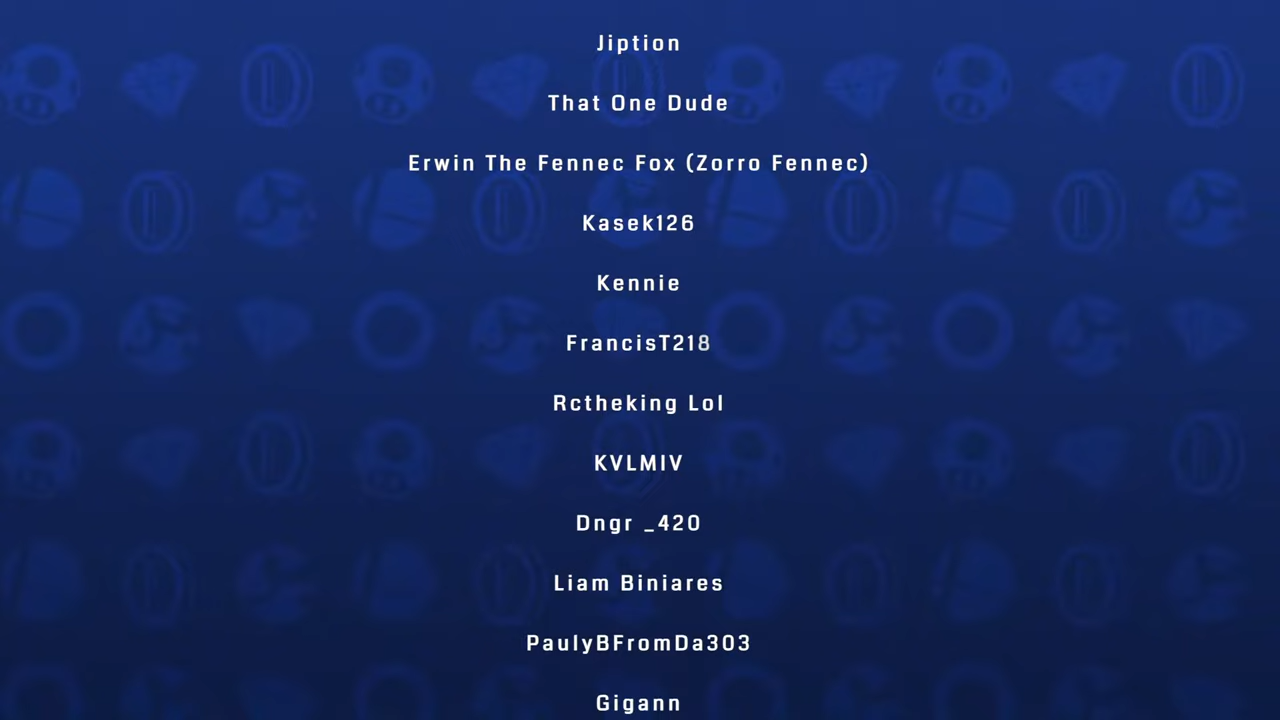 Jiption
That One Dude
Erwin The Fennec Fox (Zorro Fennec)
Kasek126
Kennie
FrancisT218
Rctheking Lol
KVLMIV
Dngr _420
Liam Biniares
PaulyBFromDa303
Gigann